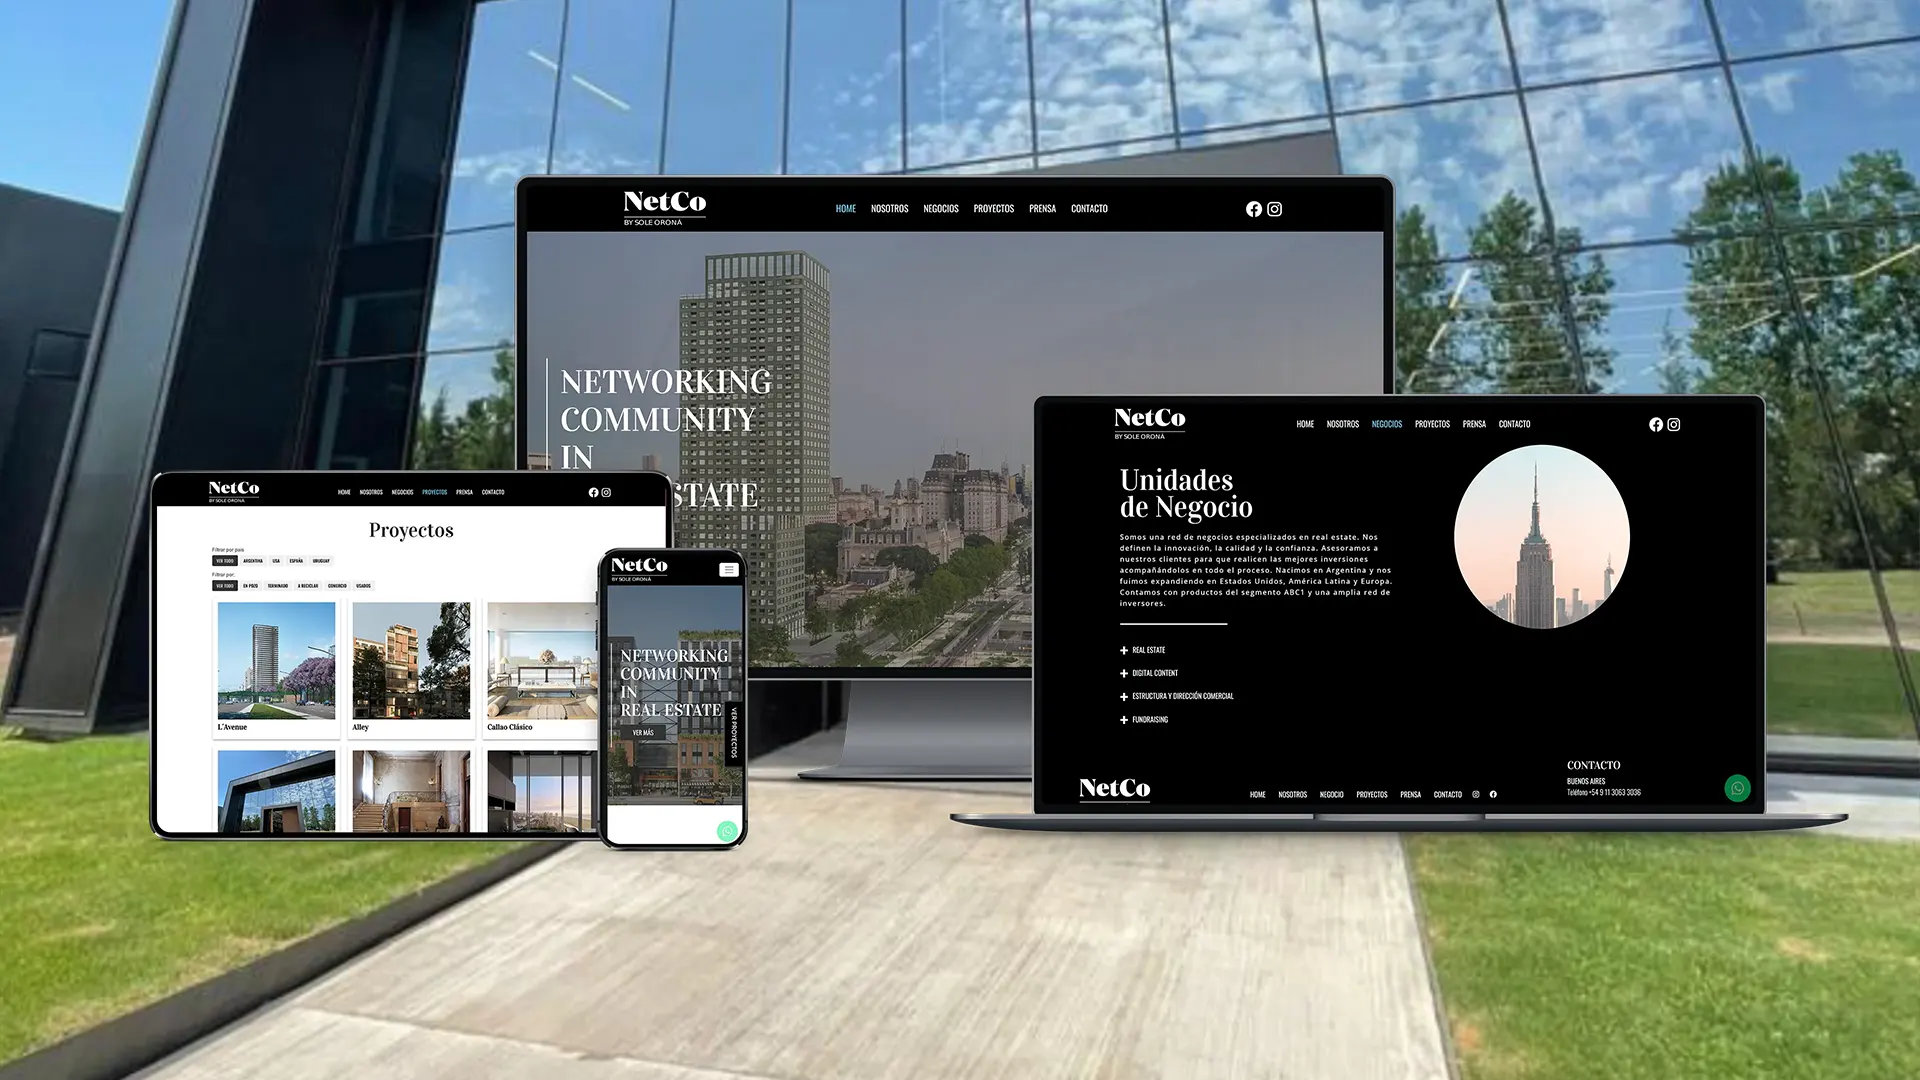 NetCo
BY SOLE ORONÁ
HOME NOSOTROS NEGOCIOS PROYECTOS PRENSA CONTACTO
NETWORKING
COMMUNITY
IN
STATE
NetCo
BY SOLE ORONÁ
HOME NOSOTROS NEGOCIOS PROYECTOS PRENSA CONTACTO
Unidades
de Negocio
Somos una red de negocios especializados en real estate. Nos
definen la innovación, la calidad y la confianza. Asesoramos a
nuestros clientes para que realicen las mejores inversiones
acompañándolos en todo el proceso. Nacimos en Argentina y nos
fuimos expandiendo en Estados Unidos, América Latina y Europa.
Contamos con productos del segmento ABC1 y una amplia red de
inversores.
+ REAL ESTATE
+ DIGITAL CONTENT
+ ESTRUCTURA Y DIRECCIÓN COMERCIAL
+ FUNDRAISING
CONTACTO
BUENOS AIRES
Teléfono +54 9 11 3063 3036
NetCo
HOME NOSOTROS NEGOCIO PROYECTOS PRENSA CONTACTO
NetCo
BY SOLE ORONÁ
HOME NOSOTROS NEGOCIOS PROYECTOS PRENSA CONTACTO
Proyectos
Filtrar por país
VER TODO ARGENTINA USA ESPAÑA URUGUAY
Filtrar por:
VER TODO EN POZO TERMINADO A RECICLAR COMERCIO USADOS
L'Avenue
Alley
Callao Clásico
NetCo
BY SOLE ORONÁ
NETWORKING
COMMUNITY
IN
REAL ESTATE
VER MÁS
VER PROYECTOS